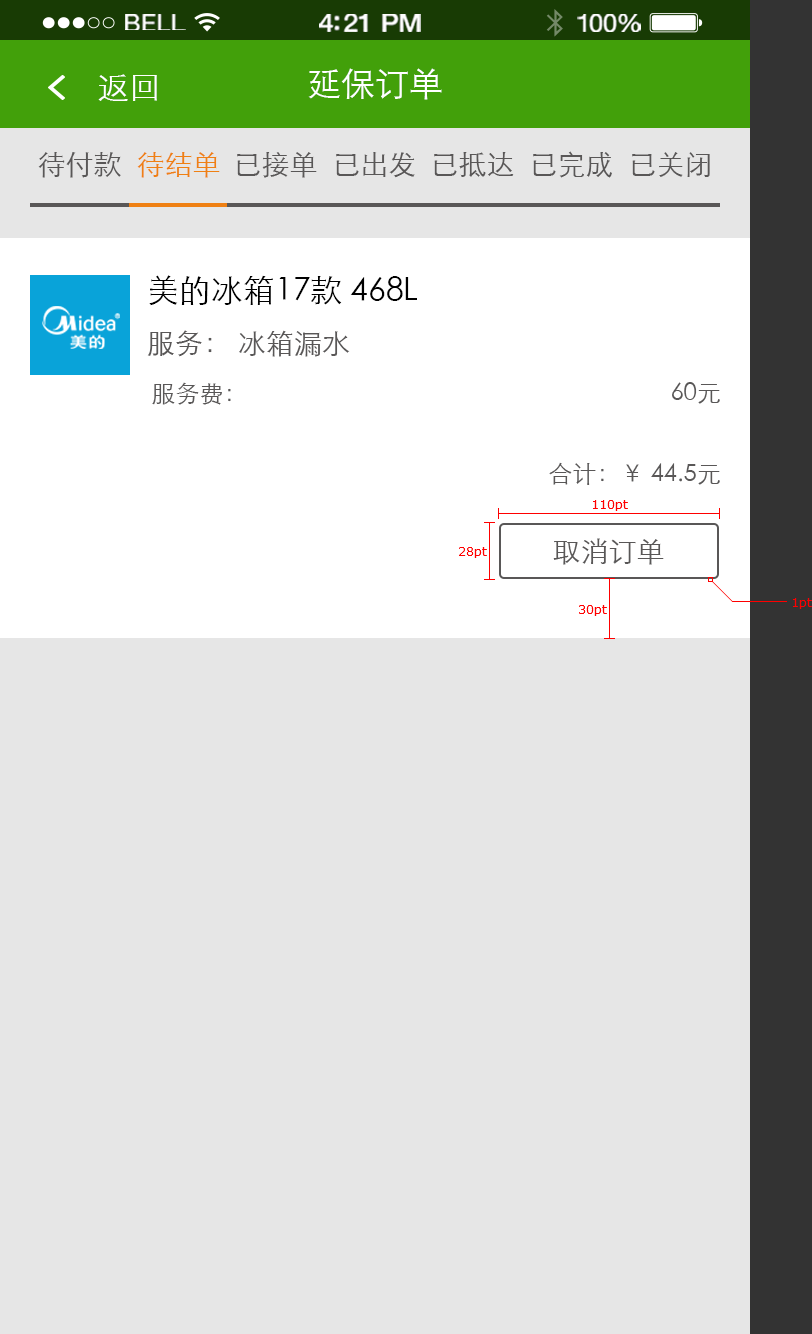 ●●●○○ BELL 4:21 PM 100%
返回 延保订单
待付款 待结单 已接单 已出发 已抵达 已完成 已关闭
美的冰箱17款 468L
Midea®
美的
服务： 冰箱漏水
服务费： 60元
合计：￥ 44.5元
110pt
28pt
取消订单
30pt
1pt